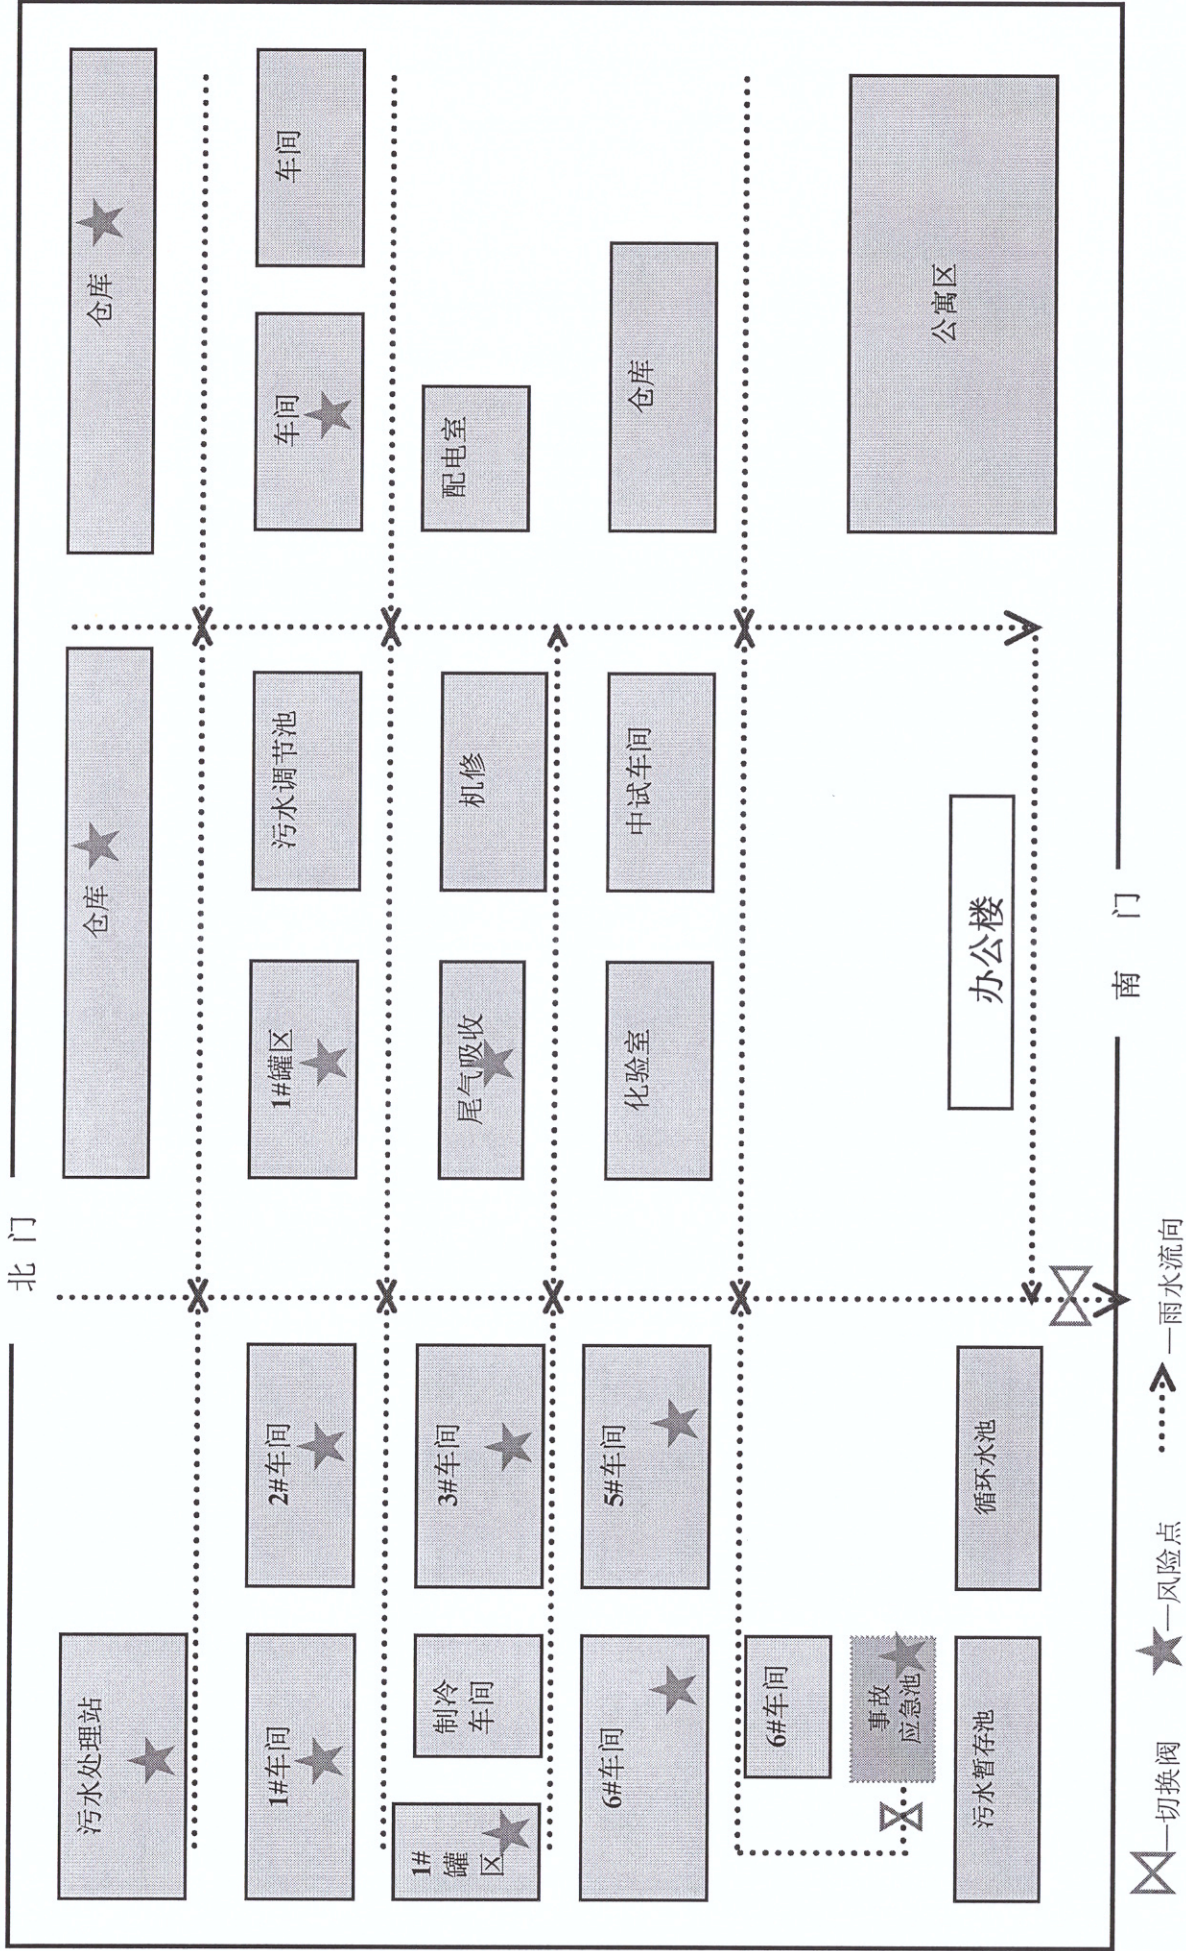 北 门
污水处理站
仓库
仓库
1#车间
2#车间
1#罐区
污水调节池
车间
车间
1#
罐
区
制冷
车间
3#车间
尾气吸收
机修
配电室
6#车间
5#车间
化验室
中试车间
仓库
6#车间
事故
应急池
公寓区
污水暂存池
循环水池
办公楼
南 门
—切换阀
—风险点
—雨水流向